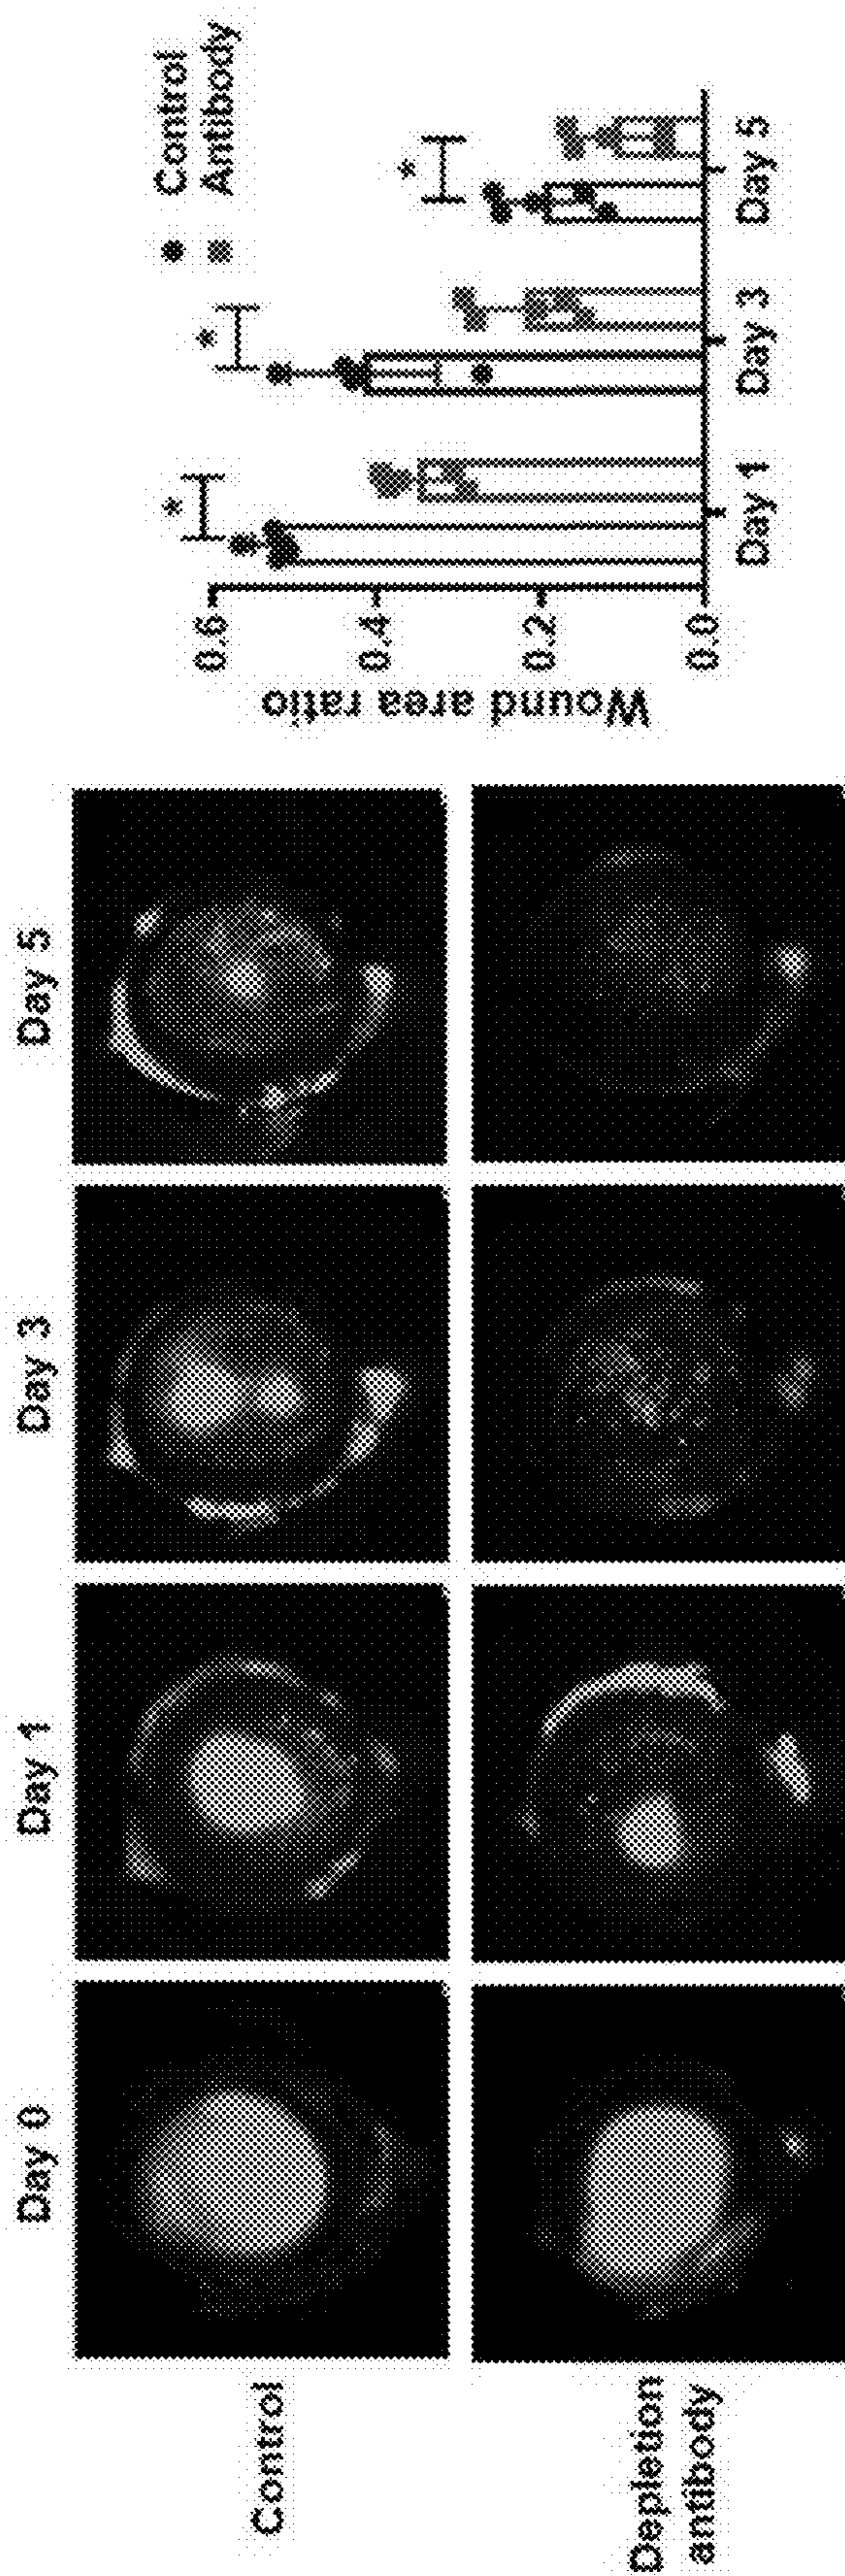 Day 0
Day 1
Day 3
Day 5
Control
Depletion
antibody
Control
Antibody
*
*
*
Wound area ratio
0.6
0.4
0.2
0.0
Day 1
Day 3
Day 5